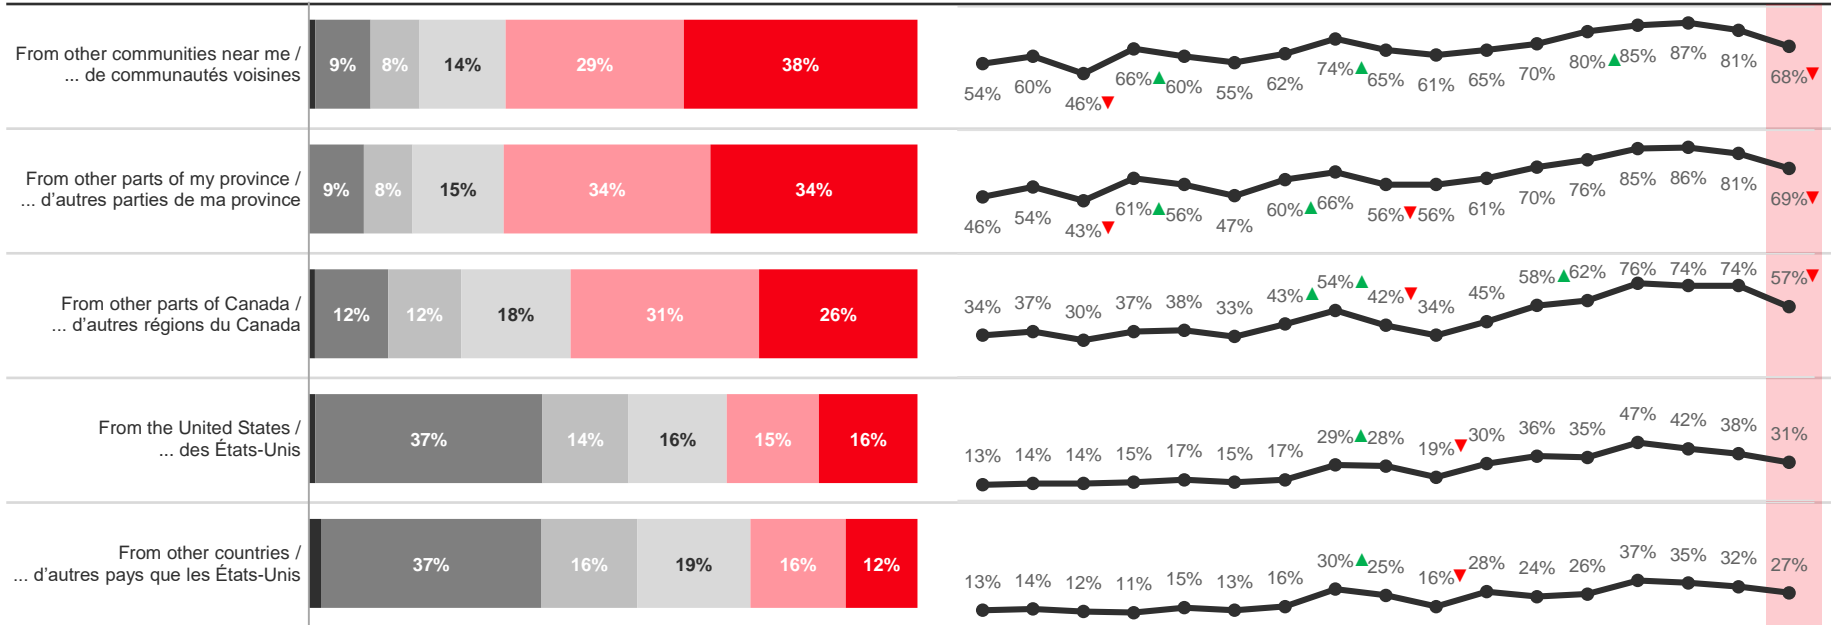 From other communities near me /
... de communautés voisines
9% 8% 14% 29% 38%
54% 60% 46%▼ 66%▲ 60% 55% 62% 74%▲ 65% 61% 65% 70% 80%▲ 85% 87% 81% 68%▼
From other parts of my province /
... d'autres parties de ma province
9% 8% 15% 34% 34%
46% 54% 43%▼ 61%▲ 56% 47% 60%▲ 66% 56%▼ 56% 61% 70% 76% 85% 86% 81% 69%▼
From other parts of Canada /
... d'autres régions du Canada
12% 12% 18% 31% 26%
34% 37% 30% 37% 38% 33% 43%▲ 54%▲ 42%▼ 34% 45% 58%▲ 62% 76% 74% 74% 57%▼
From the United States /
... des États-Unis
37% 14% 16% 15% 16%
13% 14% 14% 15% 17% 15% 17% 29%▲ 28% 19%▼ 30% 36% 35% 47% 42% 38% 31%
From other countries /
... d'autres pays que les États-Unis
37% 16% 19% 16% 12%
13% 14% 12% 11% 15% 13% 16% 30%▲ 25% 16%▼ 28% 24% 26% 37% 35% 32% 27%